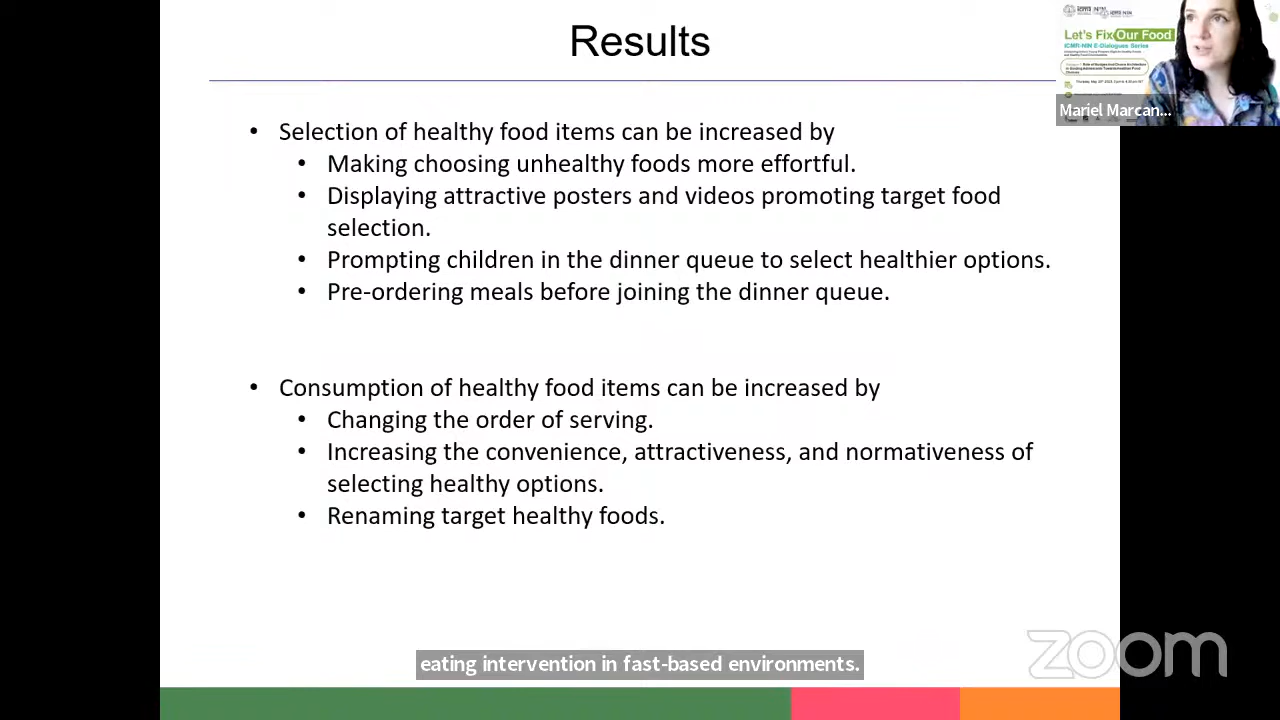 Results
• Selection of healthy food items can be increased by
• Making choosing unhealthy foods more effortful.
• Displaying attractive posters and videos promoting target food
selection.
• Prompting children in the dinner queue to select healthier options.
• Pre-ordering meals before joining the dinner queue.
• Consumption of healthy food items can be increased by
• Changing the order of serving.
• Increasing the convenience, attractiveness, and normativeness of
selecting healthy options.
• Renaming target healthy foods.
eating intervention in fast-based environments.
zoom
Let's Fix Our Food
ICMR-NIN E-Dialogues Series
Mariel Marcan...